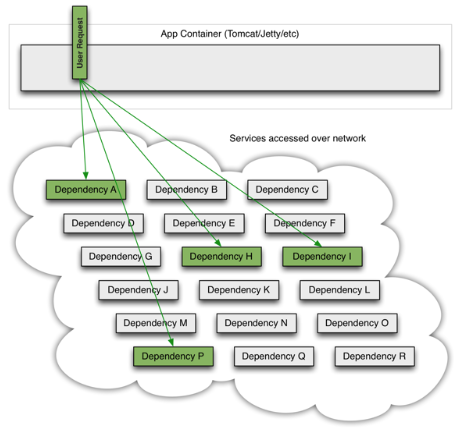 User Request
App Container (Tomcat/Jetty/etc)
Services accessed over network
Dependency A
Dependency B
Dependency C
Dependency D
Dependency E
Dependency F
Dependency G
Dependency H
Dependency I
Dependency J
Dependency K
Dependency L
Dependency M
Dependency N
Dependency O
Dependency P
Dependency Q
Dependency R